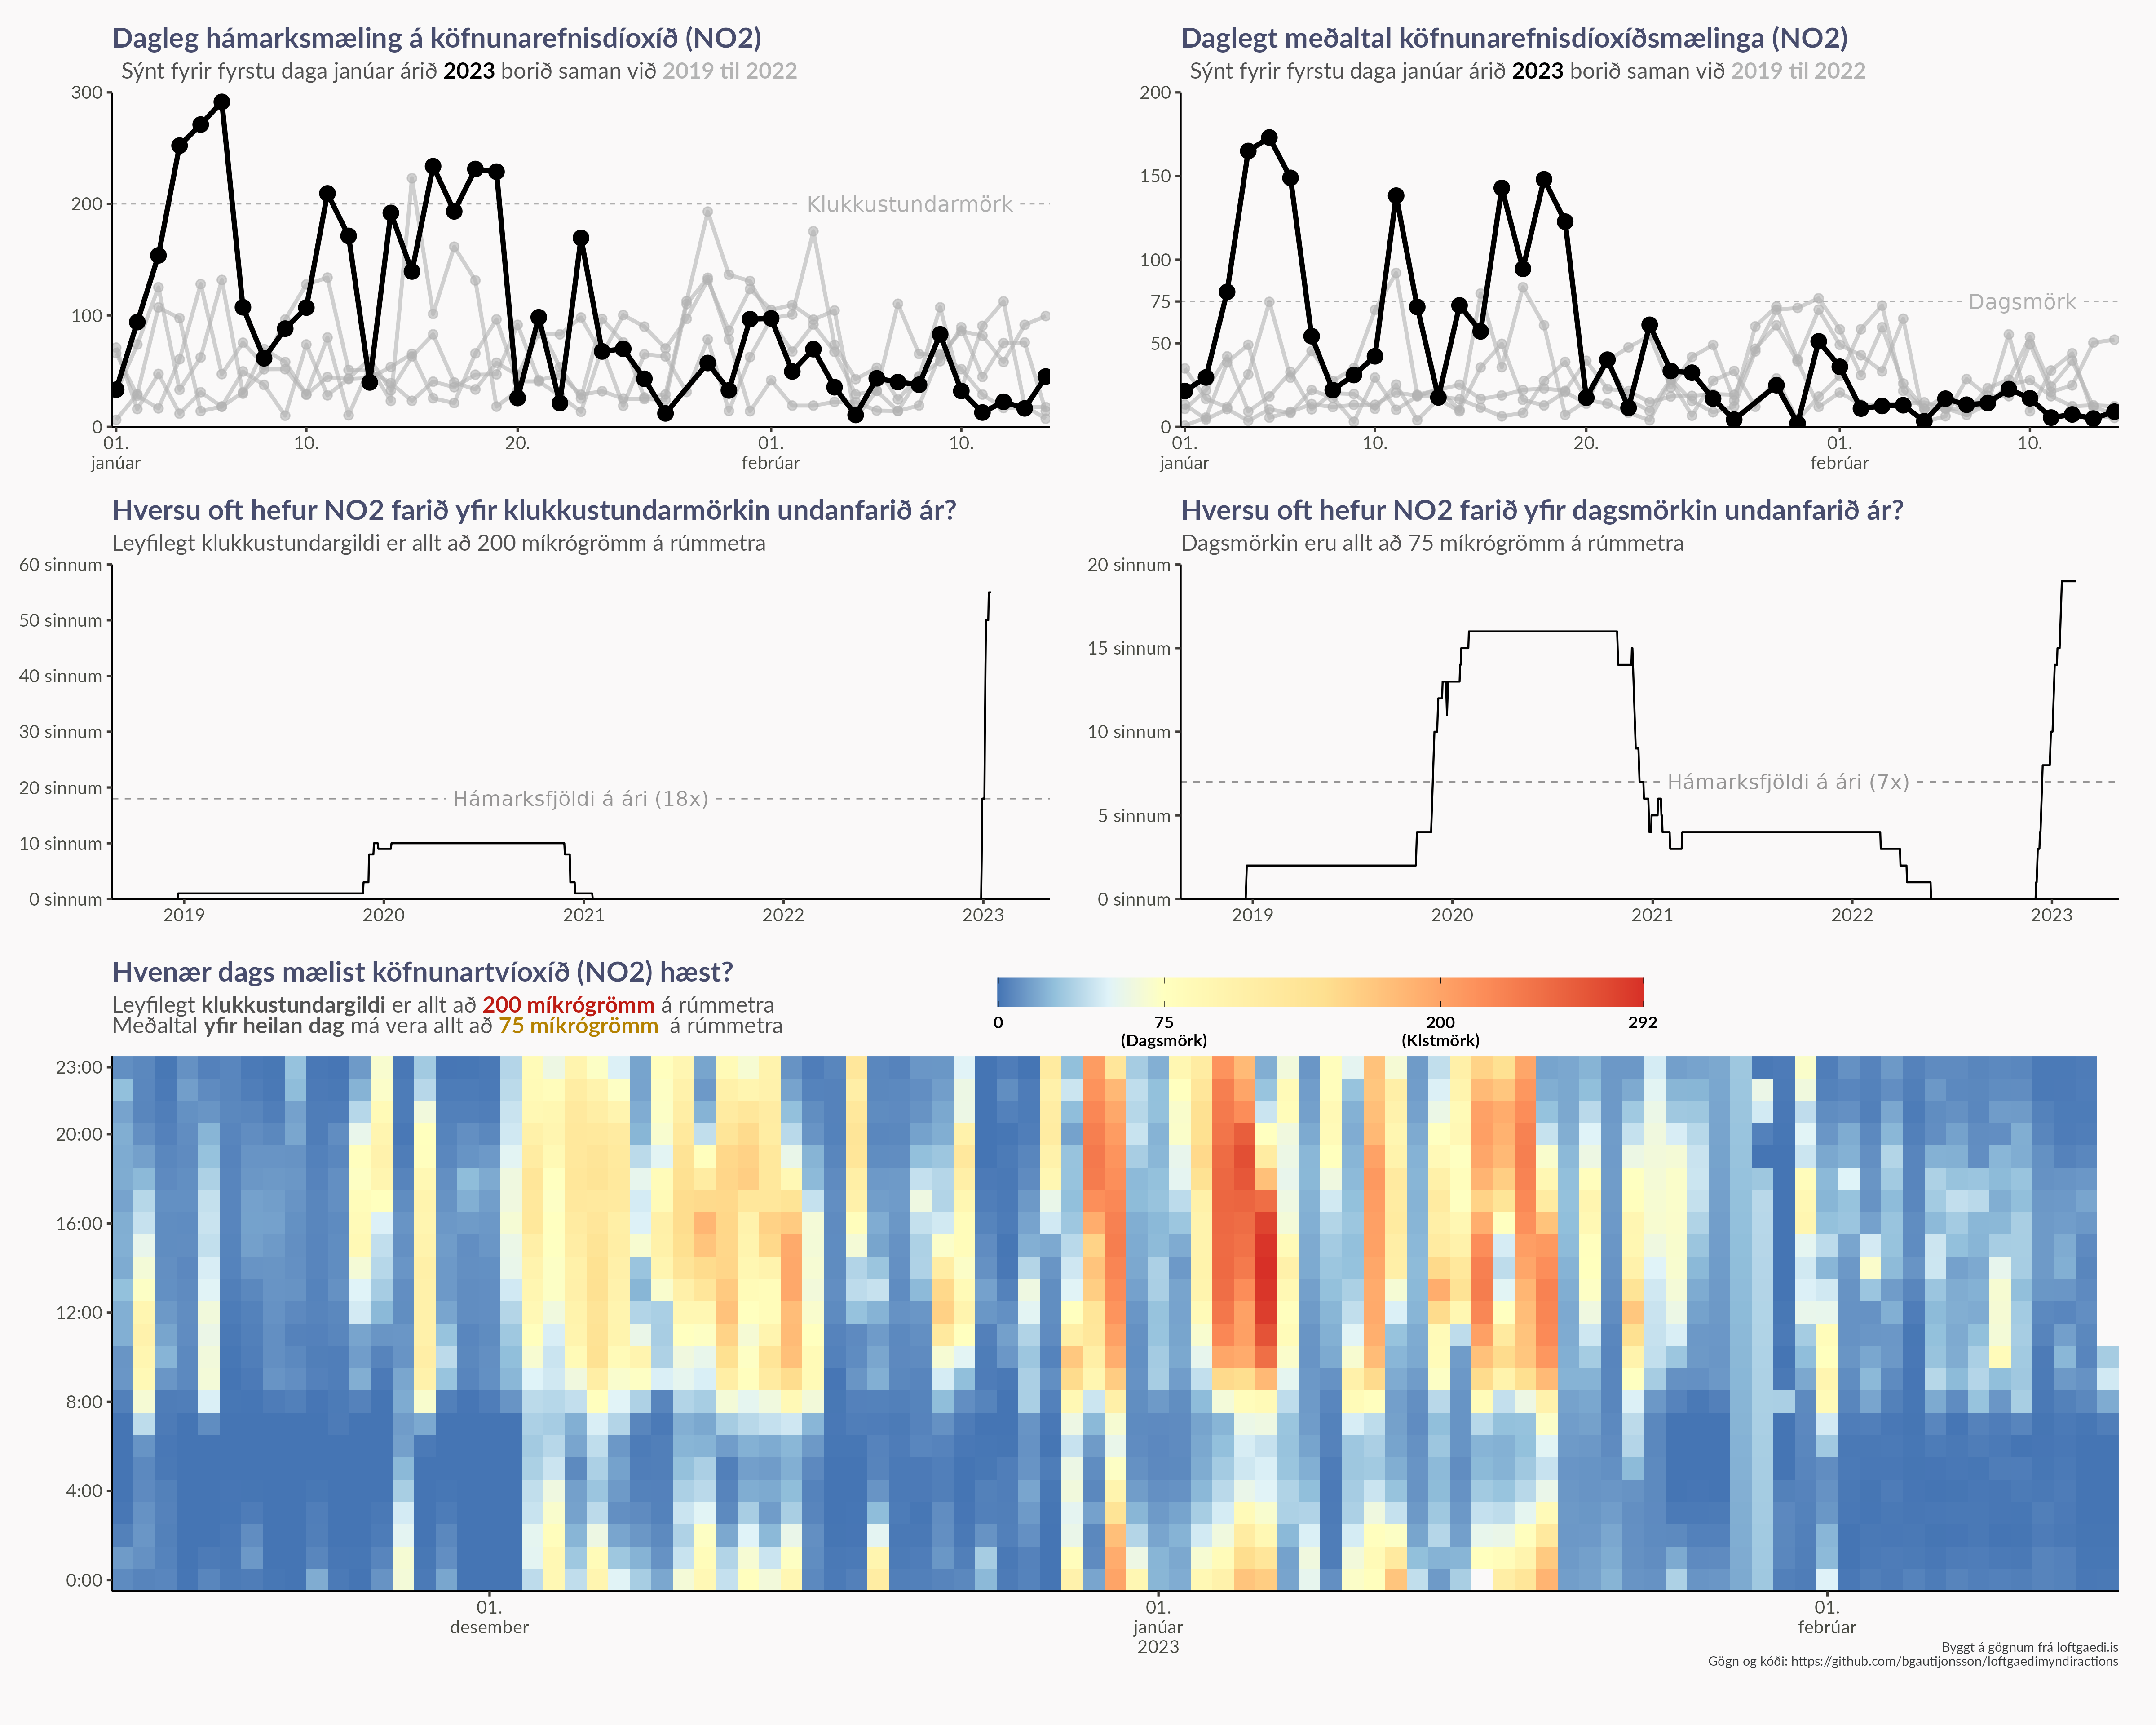 Dagleg hámarksmæling á köfnunarefnisdíoxíð (NO2)
Sýnt fyrir fyrstu daga janúar árið 2023 borið saman við 2019 til 2022
300
200
100
0
Klukkustundarmörk
01. 10. 20. 01. 10.
janúar febrúar
Daglegt meðaltal köfnunarefnisdíoxíðsmælinga (NO2)
Sýnt fyrir fyrstu daga janúar árið 2023 borið saman við 2019 til 2022
200
150
100
75
50
0
Dagsmörk
01. 10. 20. 01. 10.
janúar febrúar
Hversu oft hefur NO2 farið yfir klukkustundarmörkin undanfarið ár?
Leyfilegt klukkustundargildi er allt að 200 míkrógrömm á rúmmetra
60 sinnum
50 sinnum
40 sinnum
30 sinnum
20 sinnum
10 sinnum
0 sinnum
Hámarksfjöldi á ári (18x)
2019 2020 2021 2022 2023
Hversu oft hefur NO2 farið yfir dagsmörkin undanfarið ár?
Dagsmörkin eru allt að 75 míkrógrömm á rúmmetra
20 sinnum
15 sinnum
10 sinnum
5 sinnum
0 sinnum
Hámarksfjöldi á ári (7x)
2019 2020 2021 2022 2023
Hvenær dags mælist köfnunartvíoxíð (NO2) hæst?
Leyfilegt klukkustundargildi er allt að 200 míkrógrömm á rúmmetra
Meðaltal yfir heilan dag má vera allt að 75 míkrógrömm á rúmmetra
0 75 200 292
(Dagsmörk) (Klstmörk)
23:00
20:00
16:00
12:00
8:00
4:00
0:00
01. 01. 01.
desember janúar febrúar
2023
Byggt á gögnum frá loftgaedi.is
Gögn og kóði: https://github.com/bgautijonsson/loftgaedimyndiractions